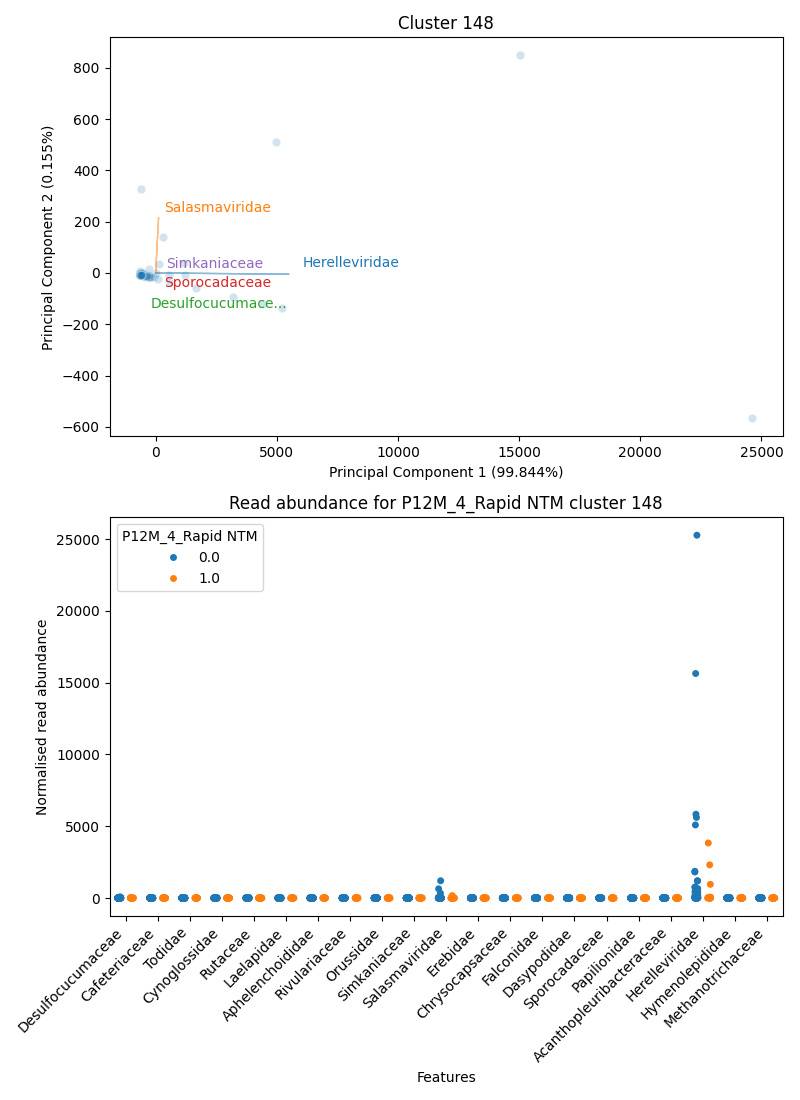 Cluster 148
800
600
400
200
0
−200
−400
−600
Principal Component 2 (0.155%)
Salasmaviridae
Simkaniaceae
Herelleviridae
Sporocadaceae
Desulfocucumace...
0
5000
10000
15000
20000
25000
Principal Component 1 (99.844%)
Read abundance for P12M_4_Rapid NTM cluster 148
P12M_4_Rapid NTM
0.0
1.0
25000
20000
15000
10000
5000
0
Normalised read abundance
Desulfocucumaceae
Cafeteriaceae
Todidae
Cynoglossidae
Rutaceae
Laelapidae
Aphelenchoididae
Rivulariaceae
Orussidae
Simkaniaceae
Salasmaviridae
Erebidae
Chrysocapsaceae
Falconidae
Dasypodidae
Sporocadaceae
Papilionidae
Acanthopleuribacteraceae
Herelleviridae
Hymenolepididae
Methanotrichaceae
Features